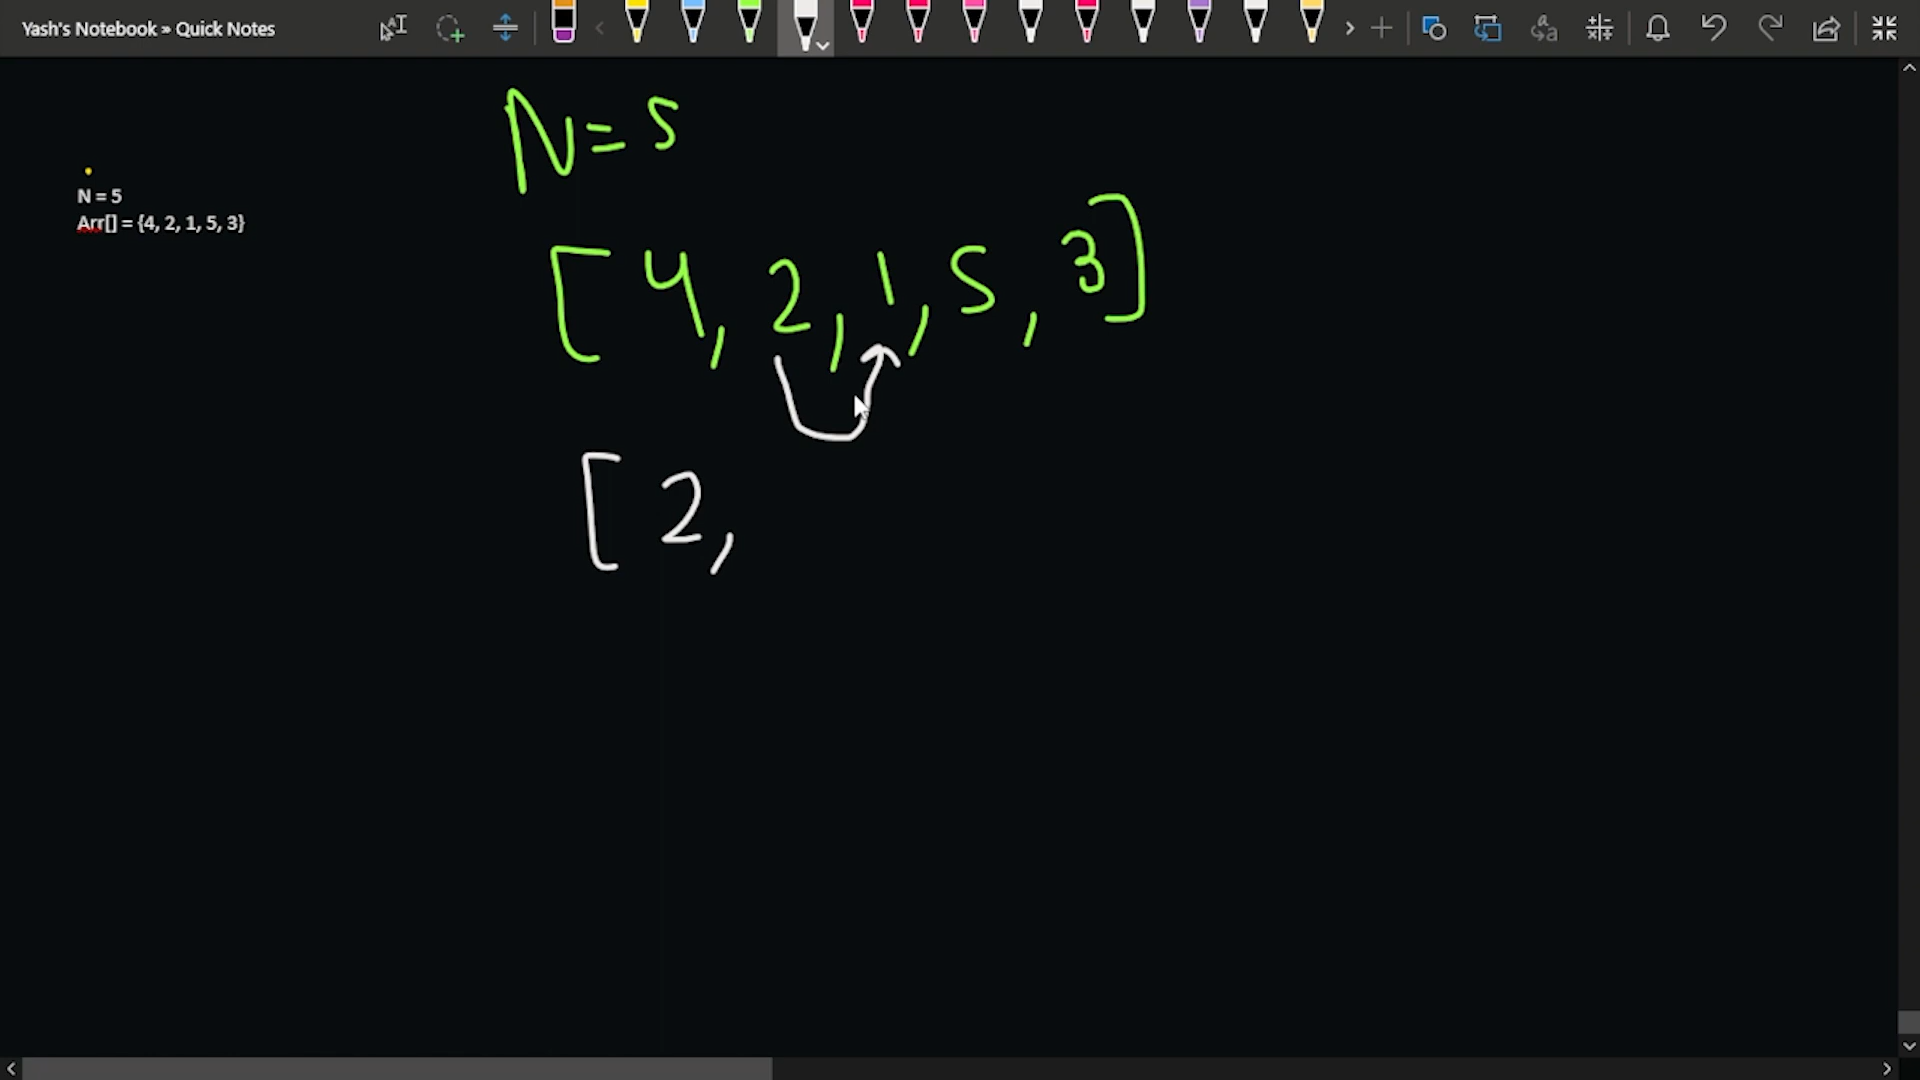 Yash's Notebook » Quick Notes
N = 5
Arr[] = {4, 2, 1, 5, 3}
N = 5
[ 4, 2, 1, 5, 3 ]
[ 2,